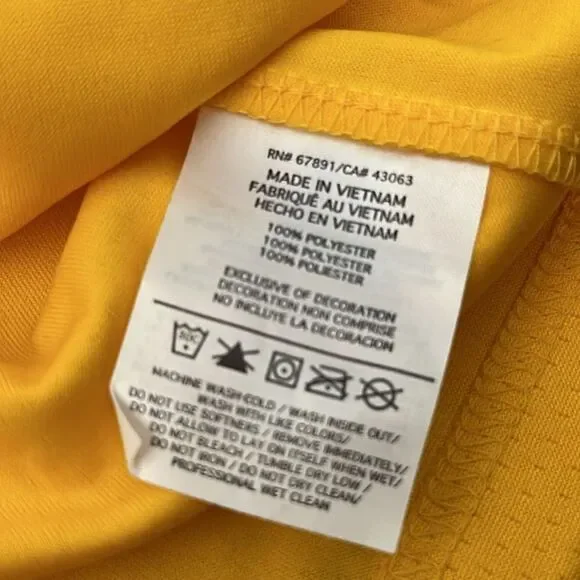 RN# 67891/CA# 43063
MADE IN VIETNAM
FABRIQUÉ AU VIETNAM
HECHO EN VIETNAM
100% POLYESTER
100% POLYESTER
100% POLIESTER
EXCLUSIVE OF DECORATION
DECORATION NON COMPRISE
NO INCLUYE LA DECORACIÓN
MACHINE WASH COLD / WASH INSIDE OUT/
WASH WITH LIKE COLORS/
DO NOT USE SOFTENERS / REMOVE IMMEDIATELY/
DO NOT ALLOW TO LAY ON ITSELF WHEN WET/
DO NOT BLEACH / TUMBLE DRY LOW /
DO NOT IRON / DO NOT DRY CLEAN/
PROFESSIONAL WET CLEAN